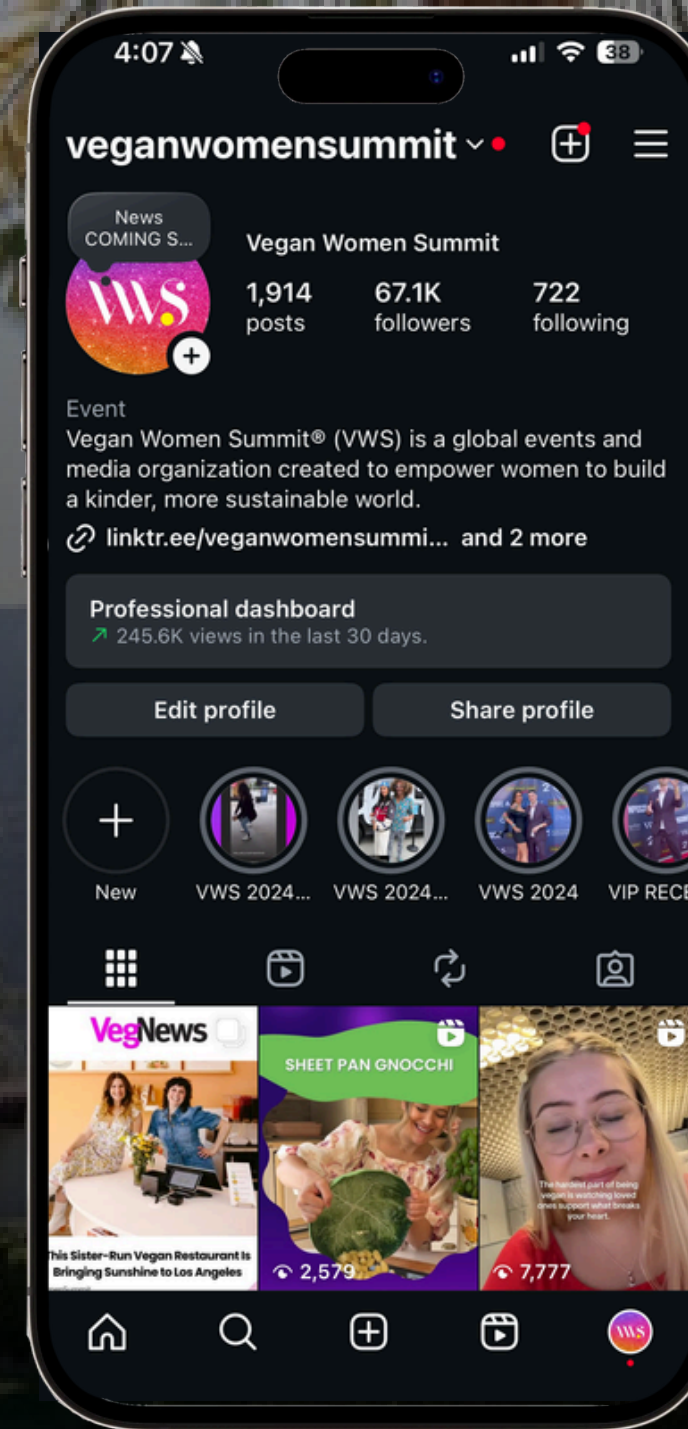 4:07
38
veganwomensummit
News
COMING S...
VWS
Vegan Women Summit
1,914
posts
67.1K
followers
722
following
Event
Vegan Women Summit® (VWS) is a global events and
media organization created to empower women to build
a kinder, more sustainable world.
linktr.ee/veganwomensummi... and 2 more
Professional dashboard
245.6K views in the last 30 days.
Edit profile
Share profile
New
VWS 2024...
VWS 2024...
VWS 2024
VIP RECE
VegNews
This Sister-Run Vegan Restaurant Is
Bringing Sunshine to Los Angeles
SHEET PAN GNOCCHI
2,579
The hardest part of being
vegan is watching loved
ones support what breaks
your heart.
7,777
VWS